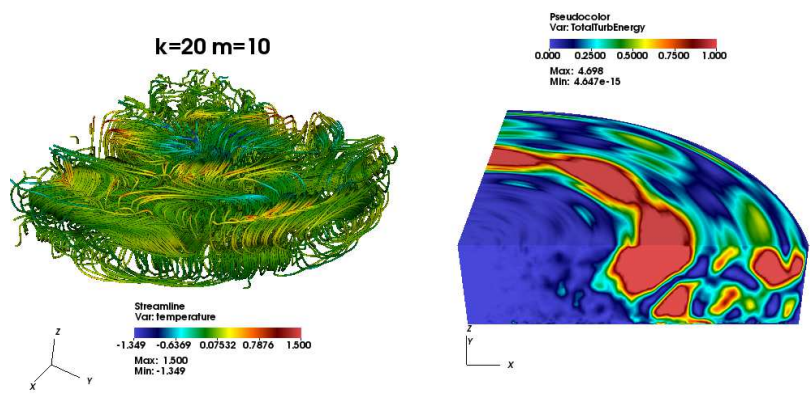 k=20 m=10
Streamline
Var: temperature
-1.349 -0.6369 0.07532 0.7876 1.500
Max: 1.500
Min: -1.349
Z
X
Y
Pseudocolor
Var: TotalTurbEnergy
0.000 0.2500 0.5000 0.7500 1.000
Max: 4.698
Min: 4.647e-15
Z
Y
X